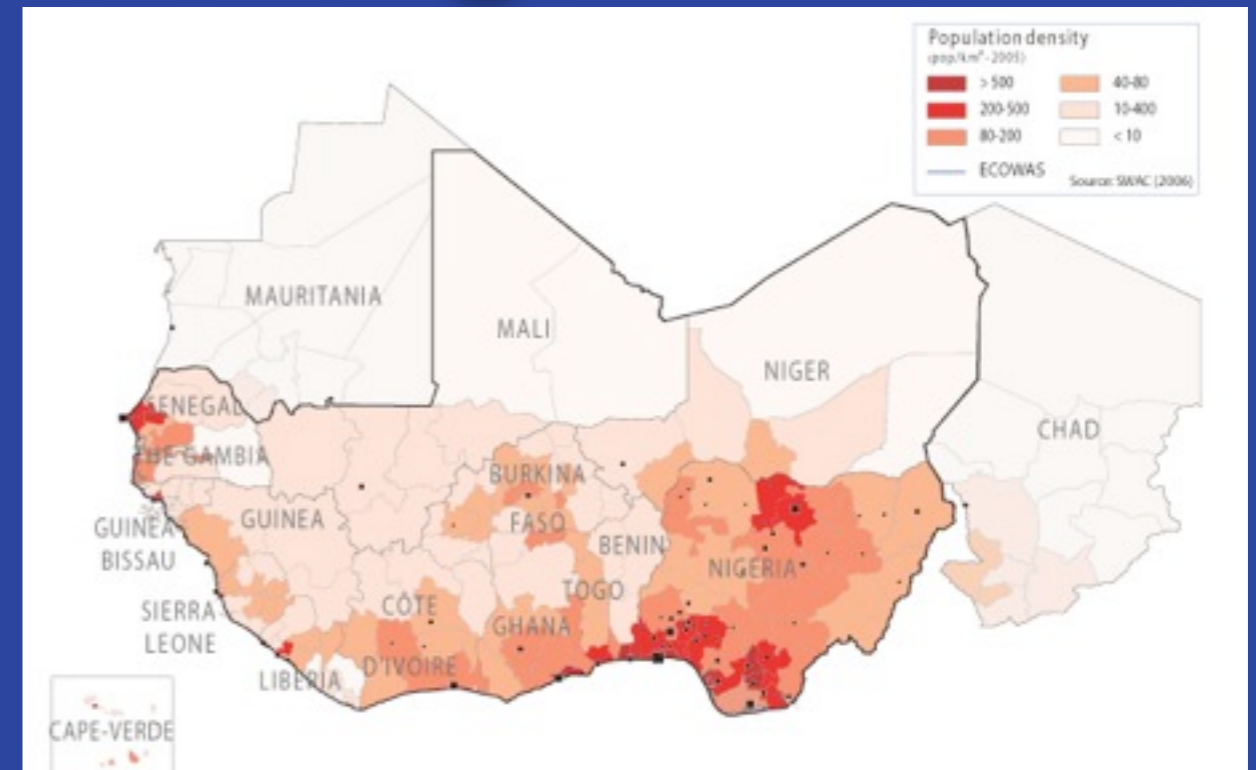 Population density
(pop/km² - 2005)
> 500
200-500
80-200
40-80
10-400
< 10
ECOWAS
Source: SWAC (2006)
MAURITANIA
MALI
NIGER
CHAD
SENEGAL
THE GAMBIA
GUINEA
BISSAU
GUINEA
SIERRA
LEONE
LIBERIA
CÔTE
D'IVOIRE
BURKINA
FASO
GHANA
TOGO
BENIN
NIGERIA
CAPE-VERDE